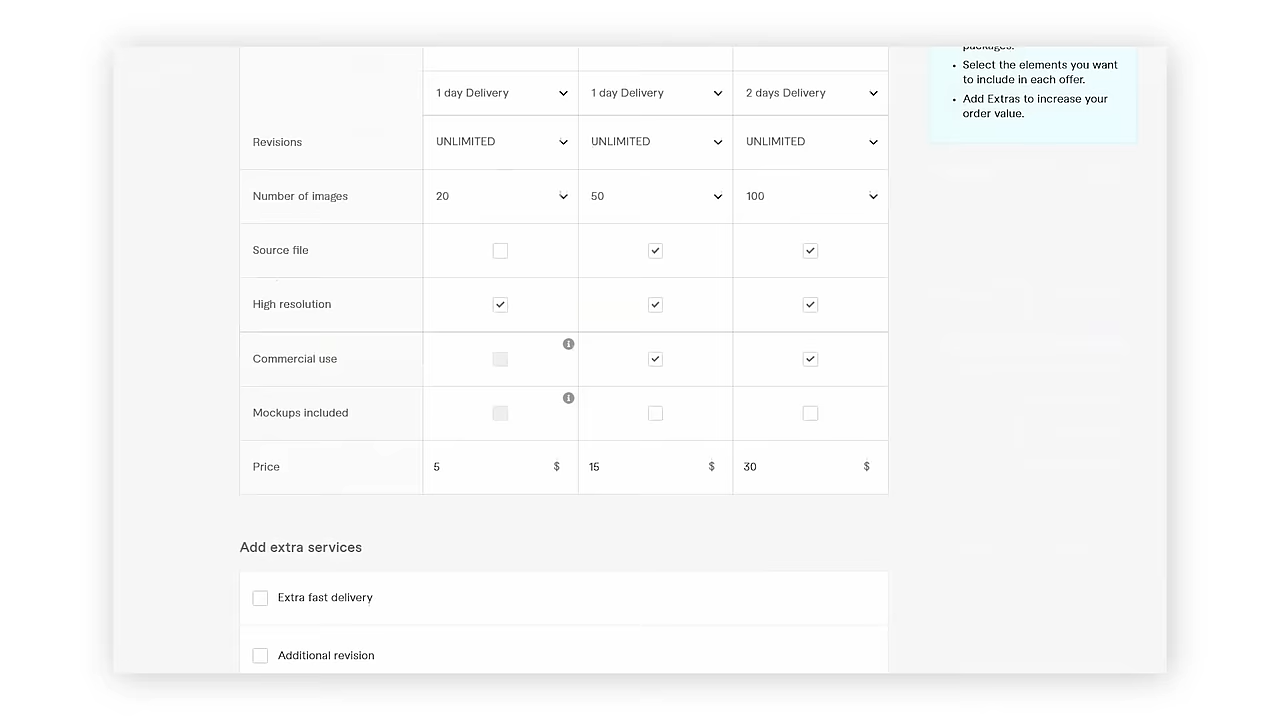 packages.
Select the elements you want
to include in each offer.
Add Extras to increase your
order value.
1 day Delivery 1 day Delivery 2 days Delivery
Revisions UNLIMITED UNLIMITED UNLIMITED
Number of images 20 50 100
Source file
High resolution
Commercial use
Mockups included
Price 5 $ 15 $ 30 $
Add extra services
Extra fast delivery
Additional revision